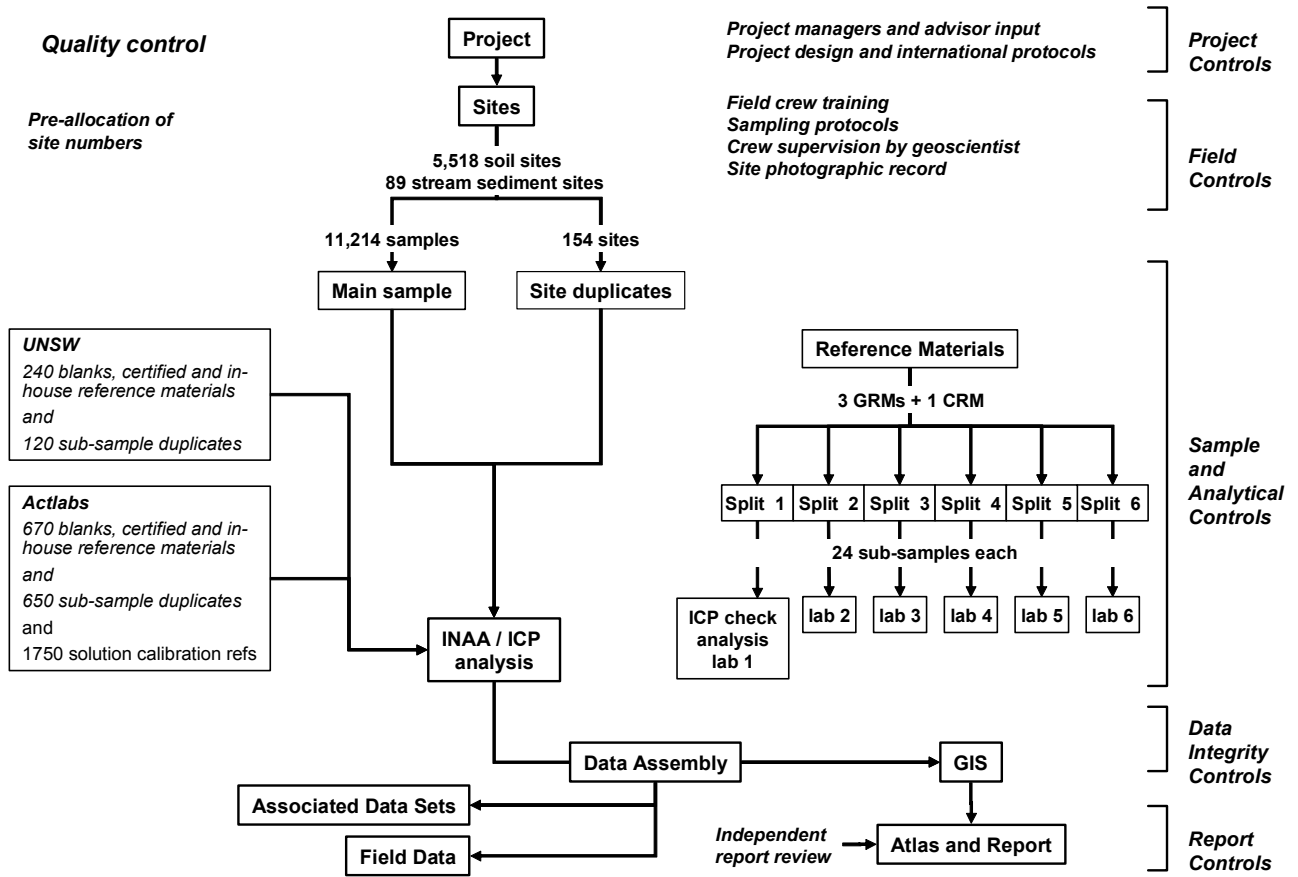 Quality control
Project
Project managers and advisor input
Project design and international protocols
Project
Controls
Pre-allocation of
site numbers
Sites
Field crew training
Sampling protocols
Crew supervision by geoscientist
Site photographic record
Field
Controls
5,518 soil sites
89 stream sediment sites
11,214 samples
154 sites
Main sample
Site duplicates
UNSW
240 blanks, certified and in-
house reference materials
and
120 sub-sample duplicates
Actlabs
670 blanks, certified and in-
house reference materials
and
650 sub-sample duplicates
and
1750 solution calibration refs
Reference Materials
3 GRMs + 1 CRM
Split 1
Split 2
Split 3
Split 4
Split 5
Split 6
24 sub-samples each
ICP check
analysis
lab 1
lab 2
lab 3
lab 4
lab 5
lab 6
Sample
and
Analytical
Controls
INAA / ICP
analysis
Data Assembly
GIS
Data
Integrity
Controls
Associated Data Sets
Field Data
Independent
report review
Atlas and Report
Report
Controls